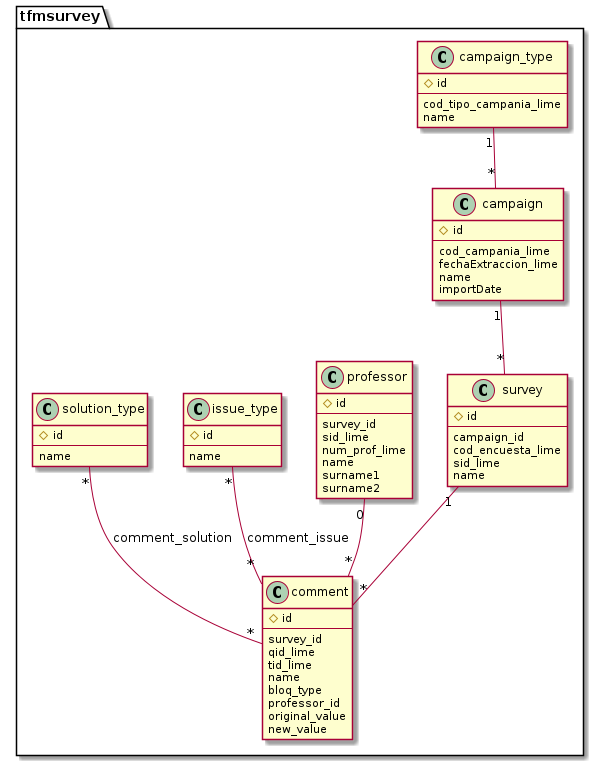 tfmsurvey
C campaign_type
id
cod_tipo_campania_lime
name
1
*
C campaign
id
cod_campania_lime
fechaExtraccion_lime
name
importDate
1
*
C solution_type
id
name
*
C issue_type
id
name
*
C professor
id
survey_id
sid_lime
num_prof_lime
name
surname1
surname2
0
C survey
id
campaign_id
cod_encuesta_lime
sid_lime
name
1
comment_solution
comment_issue
*
*
*
*
C comment
id
survey_id
qid_lime
tid_lime
name
bloq_type
professor_id
original_value
new_value